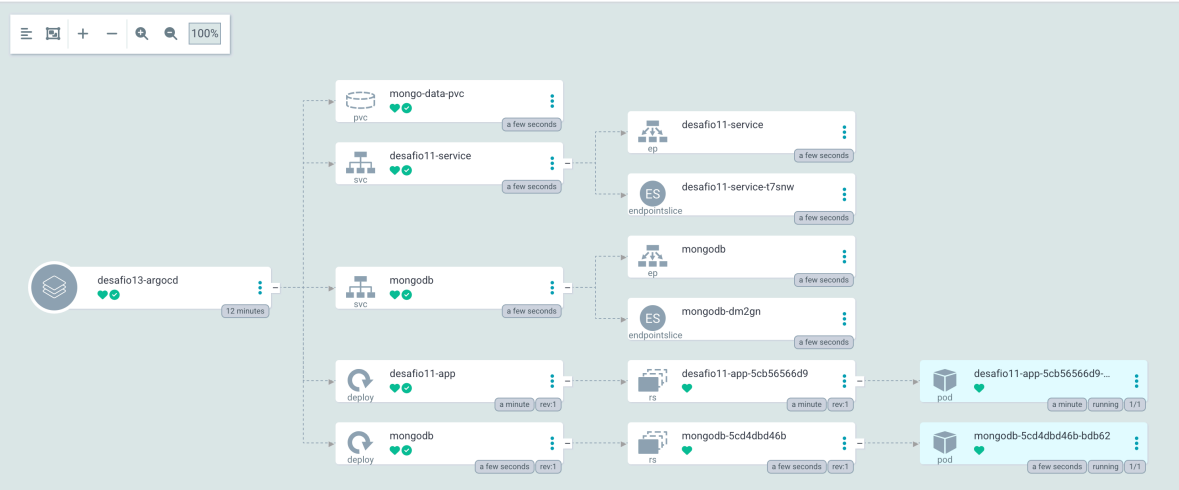 100%
mongo-data-pvc
pvc
a few seconds
desafio11-service
svc
a few seconds
desafio11-service
ep
a few seconds
ES
desafio11-service-t7snw
endpointslice
a few seconds
desafio13-argocd
12 minutes
mongodb
svc
a few seconds
mongodb
ep
a few seconds
ES
mongodb-dm2gn
endpointslice
a few seconds
desafio11-app
deploy
a minute rev:1
desafio11-app-5cb56566d9
rs
a minute rev:1
desafio11-app-5cb56566d9-...
pod
a minute running 1/1
mongodb
deploy
a few seconds rev:1
mongodb-5cd4dbd46b
rs
a few seconds rev:1
mongodb-5cd4dbd46b-bdb62
pod
a few seconds running 1/1